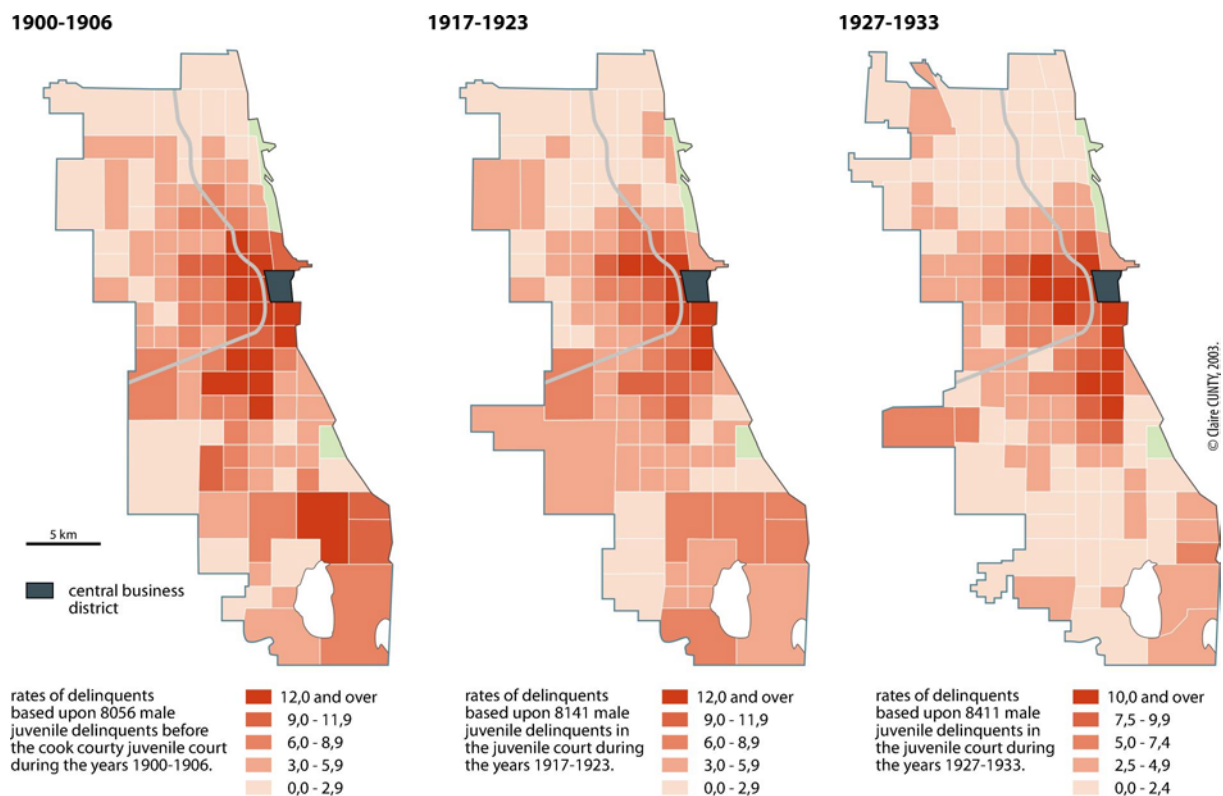 1900-1906
1917-1923
1927-1933
© Claire CUNTY, 2003.
5 km
central business
district
rates of delinquents
based upon 8056 male
juvenile delinquents before
the cook courty juvenile court
during the years 1900-1906.
12,0 and over
9,0 - 11,9
6,0 - 8,9
3,0 - 5,9
0,0 - 2,9
rates of delinquents
based upon 8141 male
juvenile delinquents in
the juvenile court during
the years 1917-1923.
12,0 and over
9,0 - 11,9
6,0 - 8,9
3,0 - 5,9
0,0 - 2,9
rates of delinquents
based upon 8411 male
juvenile delinquents in
the juvenile court during
the years 1927-1933.
10,0 and over
7,5 - 9,9
5,0 - 7,4
2,5 - 4,9
0,0 - 2,4